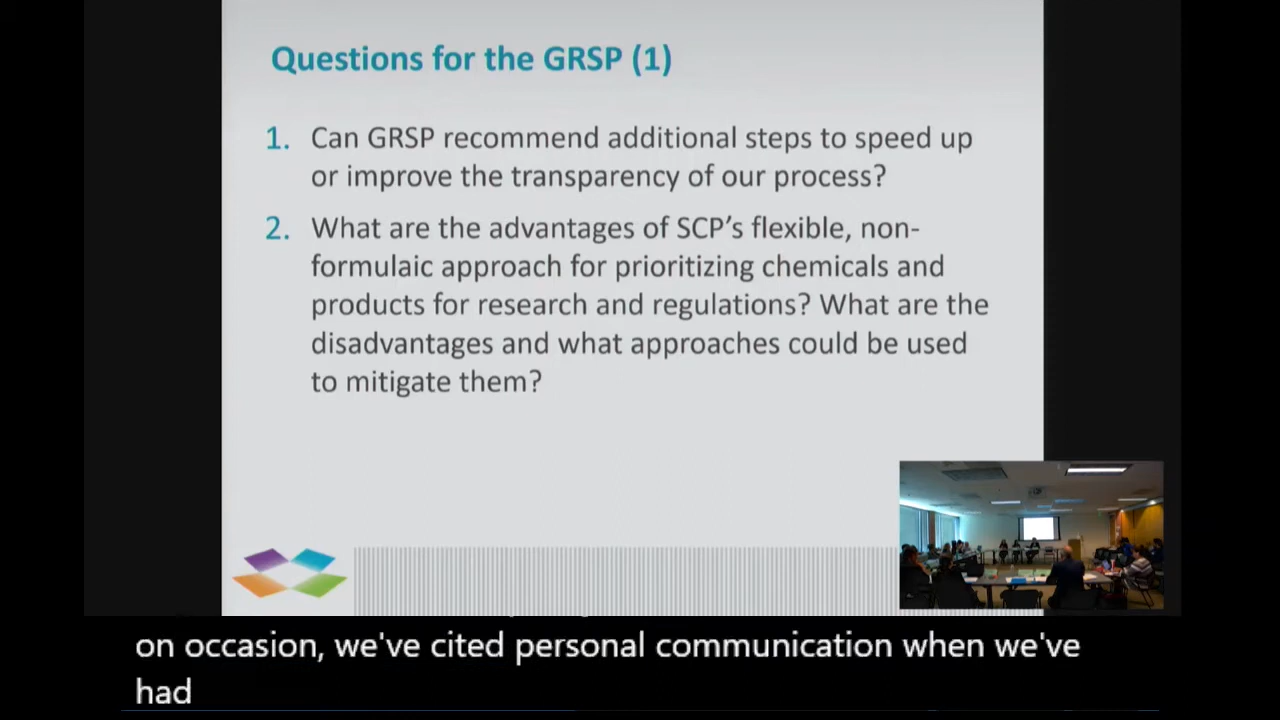 Questions for the GRSP (1)
1. Can GRSP recommend additional steps to speed up
or improve the transparency of our process?
2. What are the advantages of SCP’s flexible, non-
formulaic approach for prioritizing chemicals and
products for research and regulations? What are the
disadvantages and what approaches could be used
to mitigate them?
on occasion, we've cited personal communication when we've
had